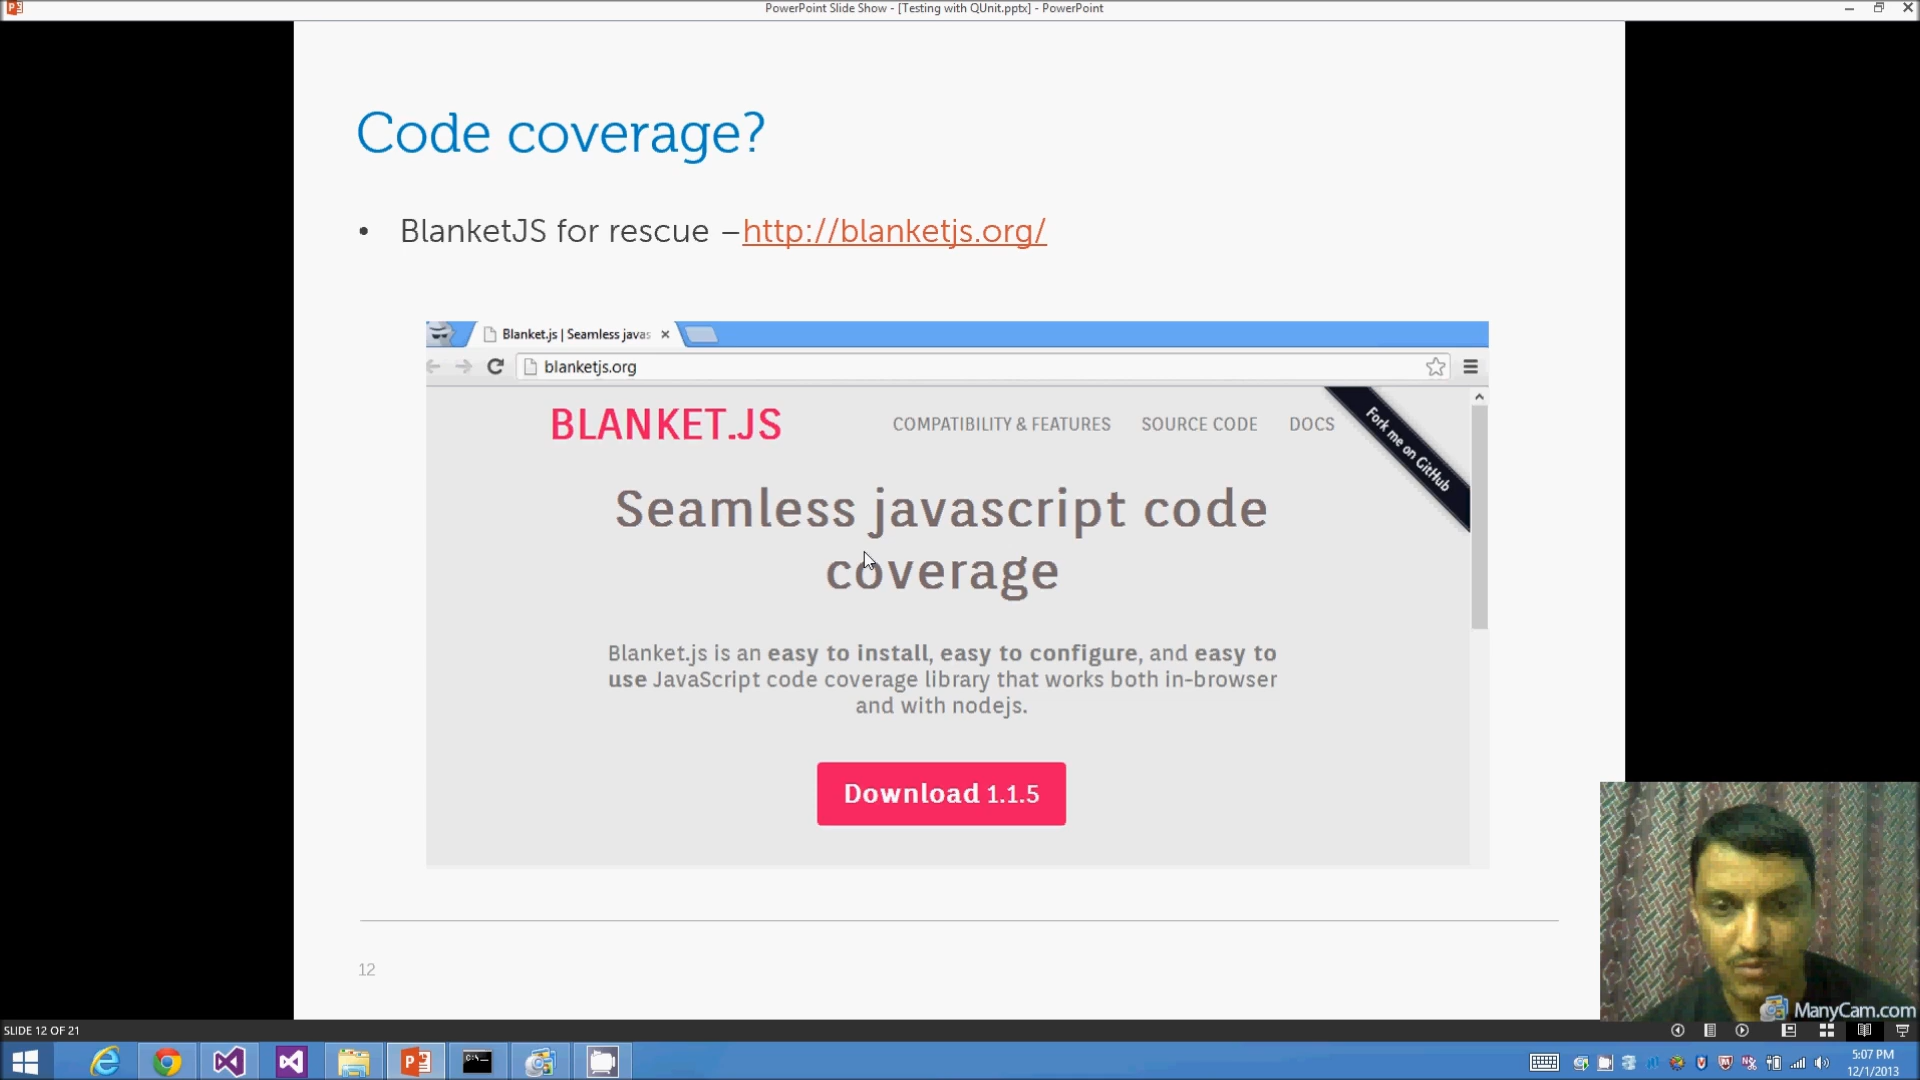 PowerPoint Slide Show - [Testing with QUnit.pptx] - PowerPoint
Code coverage?
• BlanketJS for rescue –http://blanketjs.org/
Blanket.js | Seamless javas
blanketjs.org
BLANKET.JS
COMPATIBILITY & FEATURES
SOURCE CODE
DOCS
Fork me on GitHub
Seamless javascript code
coverage
Blanket.js is an easy to install, easy to configure, and easy to
use JavaScript code coverage library that works both in-browser
and with nodejs.
Download 1.1.5
12
ManyCam.com
SLIDE 12 OF 21
5:07 PM
12/1/2013